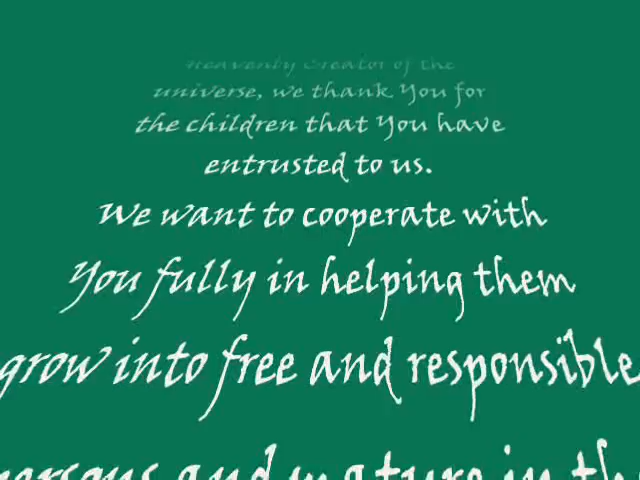 Heavenly Creator of the
universe, we thank You for
the children that You have
entrusted to us.
We want to cooperate with
You fully in helping them
grow into free and responsible
persons and mature in the